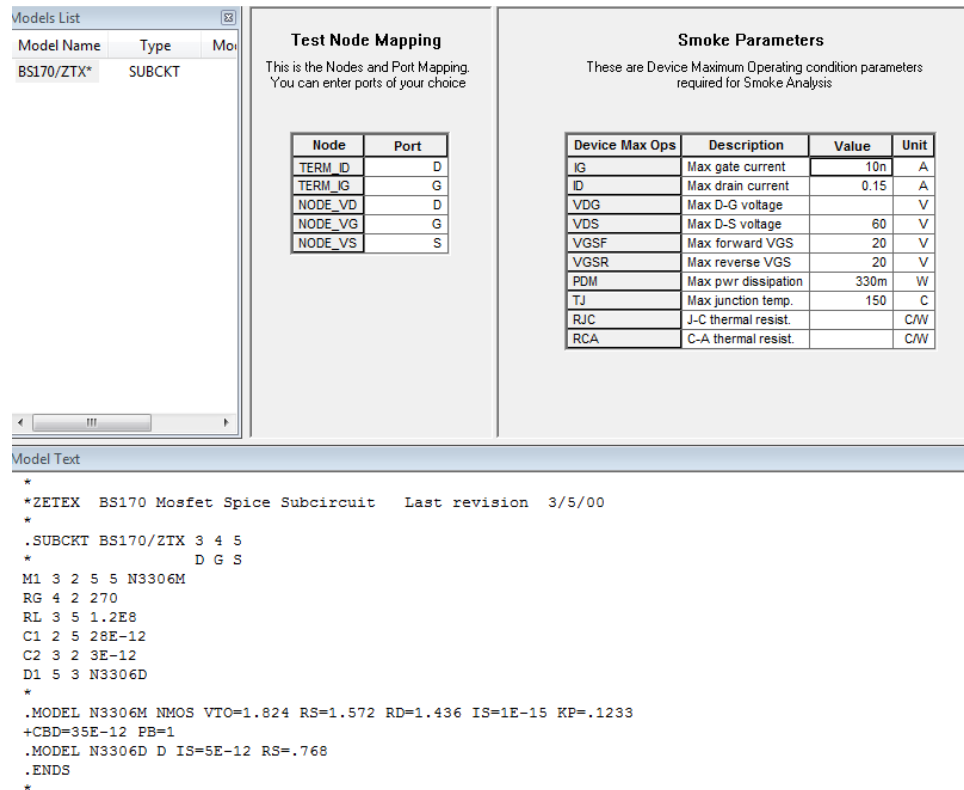 Models List
Model Name Type Mo
BS170/ZTX* SUBCKT
Test Node Mapping
This is the Nodes and Port Mapping.
You can enter ports of your choice
Node Port
TERM_ID D
TERM_IG G
NODE_VD D
NODE_VG G
NODE_VS S
Smoke Parameters
These are Device Maximum Operating condition parameters
required for Smoke Analysis
Device Max Ops Description Value Unit
IG Max gate current 10n A
ID Max drain current 0.15 A
VDG Max D-G voltage V
VDS Max D-S voltage 60 V
VGSF Max forward VGS 20 V
VGSR Max reverse VGS 20 V
PDM Max pwr dissipation 330m W
TJ Max junction temp. 150 C
RJC J-C thermal resist. C/W
RCA C-A thermal resist. C/W
Model Text
*
*ZETEX BS170 Mosfet Spice Subcircuit Last revision 3/5/00
*
.SUBCKT BS170/ZTX 3 4 5
* D G S
M1 3 2 5 5 N3306M
RG 4 2 270
RL 3 5 1.2E8
C1 2 5 28E-12
C2 3 2 3E-12
D1 5 3 N3306D
*
.MODEL N3306M NMOS VTO=1.824 RS=1.572 RD=1.436 IS=1E-15 KP=.1233
+CBD=35E-12 PB=1
.MODEL N3306D D IS=5E-12 RS=.768
.ENDS
*